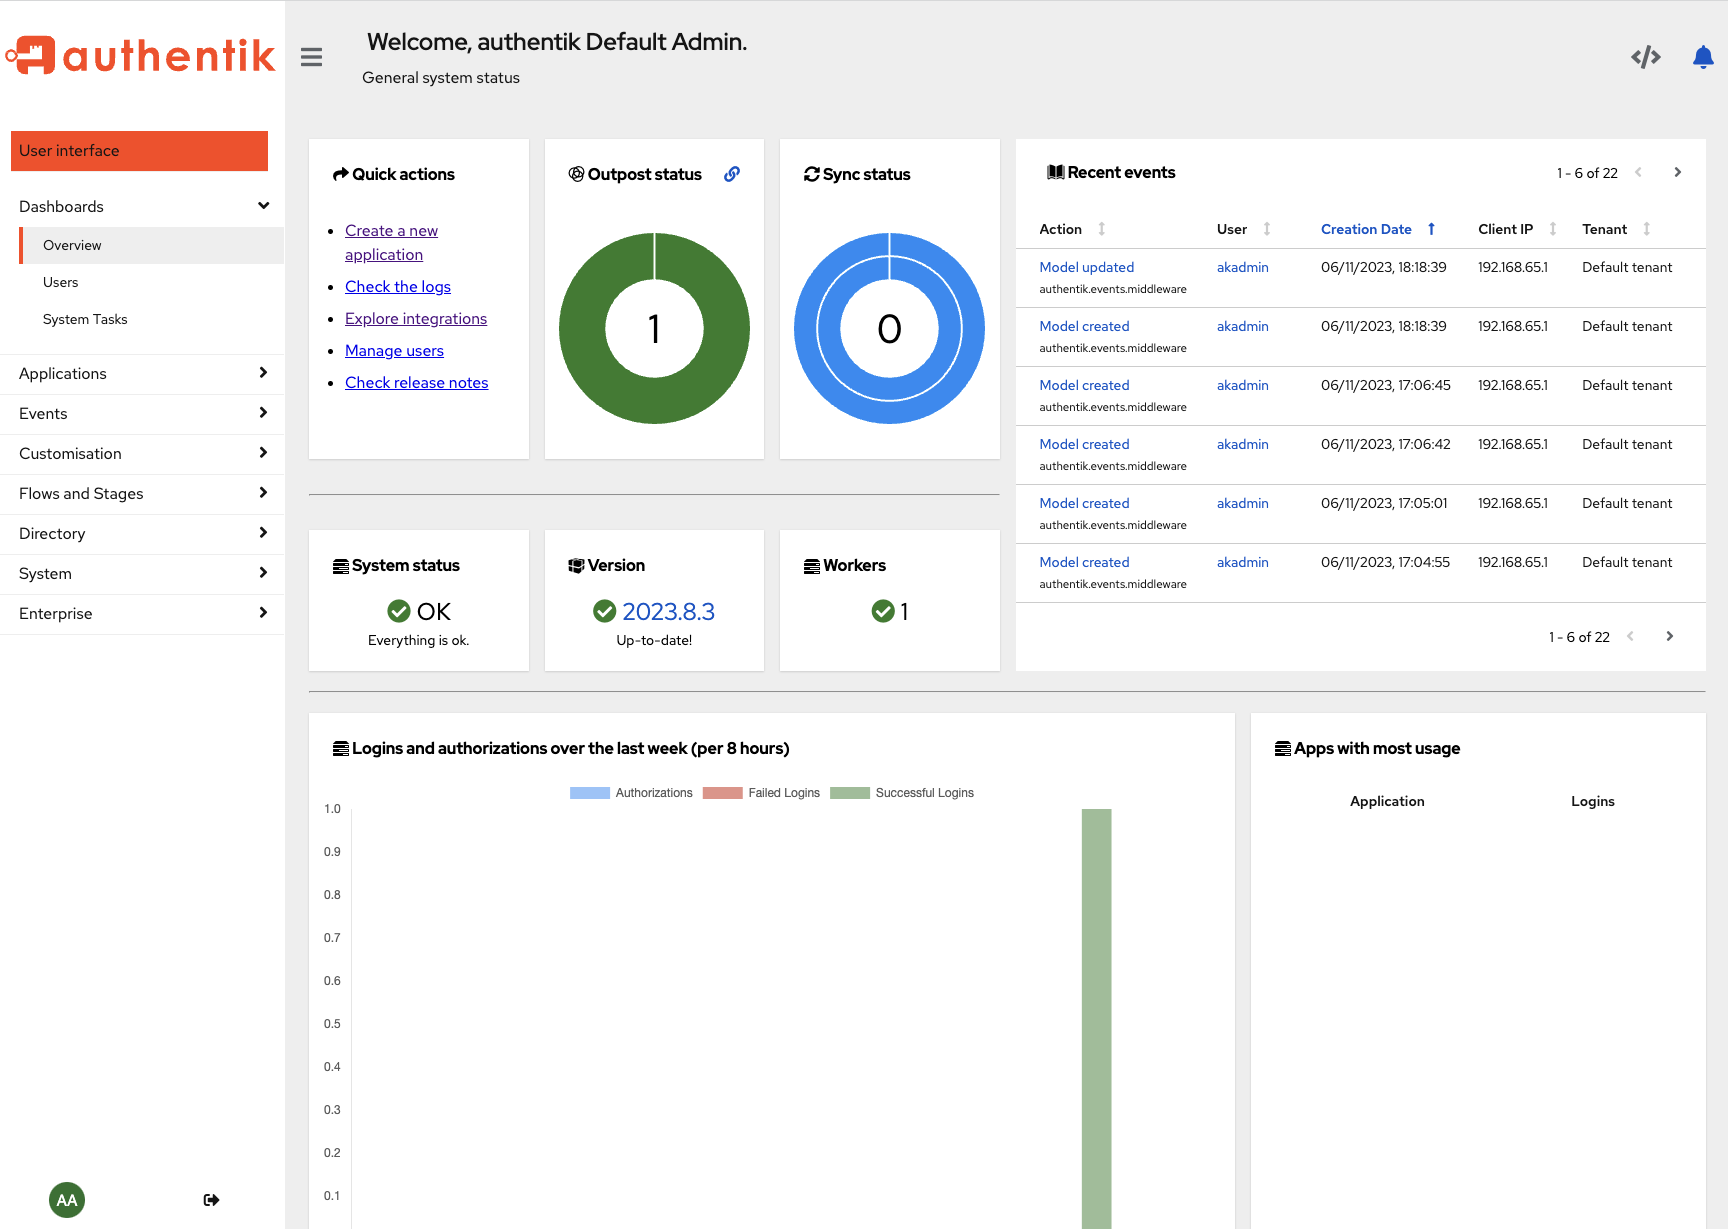 authentik
Welcome, authentik Default Admin.
General system status
User interface
Dashboards
Overview
Users
System Tasks
Applications
Events
Customisation
Flows and Stages
Directory
System
Enterprise
AA
Quick actions
Create a new
application
Check the logs
Explore integrations
Manage users
Check release notes
Outpost status
1
Sync status
0
Recent events
1 - 6 of 22
Action User Creation Date Client IP Tenant
Model updated akadmin 06/11/2023, 18:18:39 192.168.65.1 Default tenant
authentik.events.middleware
Model created akadmin 06/11/2023, 18:18:39 192.168.65.1 Default tenant
authentik.events.middleware
Model created akadmin 06/11/2023, 17:06:45 192.168.65.1 Default tenant
authentik.events.middleware
Model created akadmin 06/11/2023, 17:06:42 192.168.65.1 Default tenant
authentik.events.middleware
Model created akadmin 06/11/2023, 17:05:01 192.168.65.1 Default tenant
authentik.events.middleware
Model created akadmin 06/11/2023, 17:04:55 192.168.65.1 Default tenant
authentik.events.middleware
1 - 6 of 22
System status
OK
Everything is ok.
Version
2023.8.3
Up-to-date!
Workers
1
Logins and authorizations over the last week (per 8 hours)
Authorizations Failed Logins Successful Logins
1.0
0.9
0.8
0.7
0.6
0.5
0.4
0.3
0.2
0.1
Apps with most usage
Application Logins